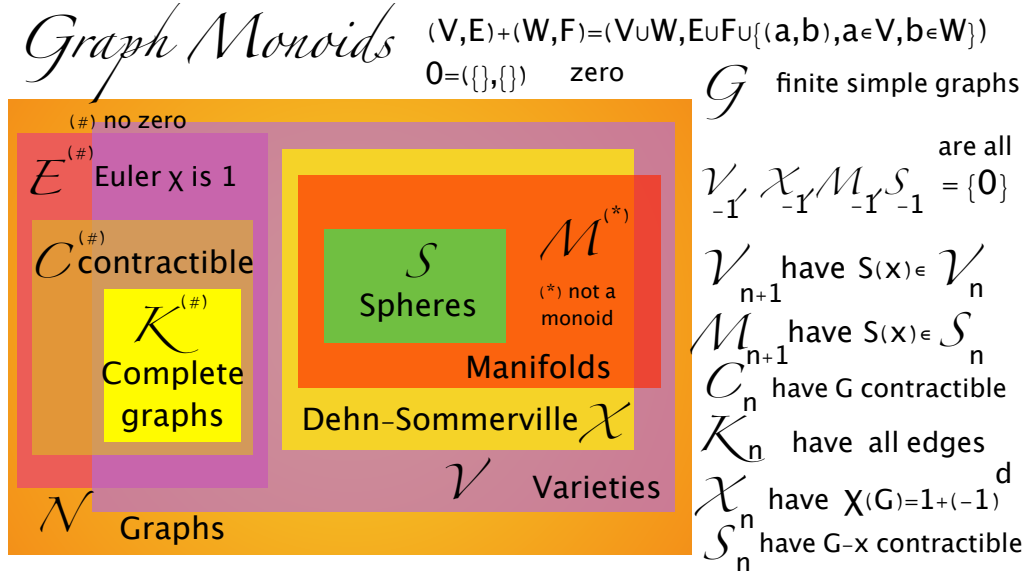 Graph Monoids
(V,E)+(W,F)=(V∪W,E∪F∪{(a,b),a∈V,b∈W})
0=({},{}) zero
(#) no zero
E(#) Euler χ is 1
C(#) contractible
K(#)
Complete
graphs
S
Spheres
M(*)
(*) not a
monoid
Manifolds
Dehn-Sommerville X
V Varieties
N Graphs
G finite simple graphs
are all
V-1, X-1, M-1, S-1 = {0}
Vn+1 have S(x)∈ Vn
Mn+1 have S(x)∈ Sn
Cn have G contractible
Kn have all edges
Xn have χ(G)=1+(-1)^d
Sn have G-x contractible